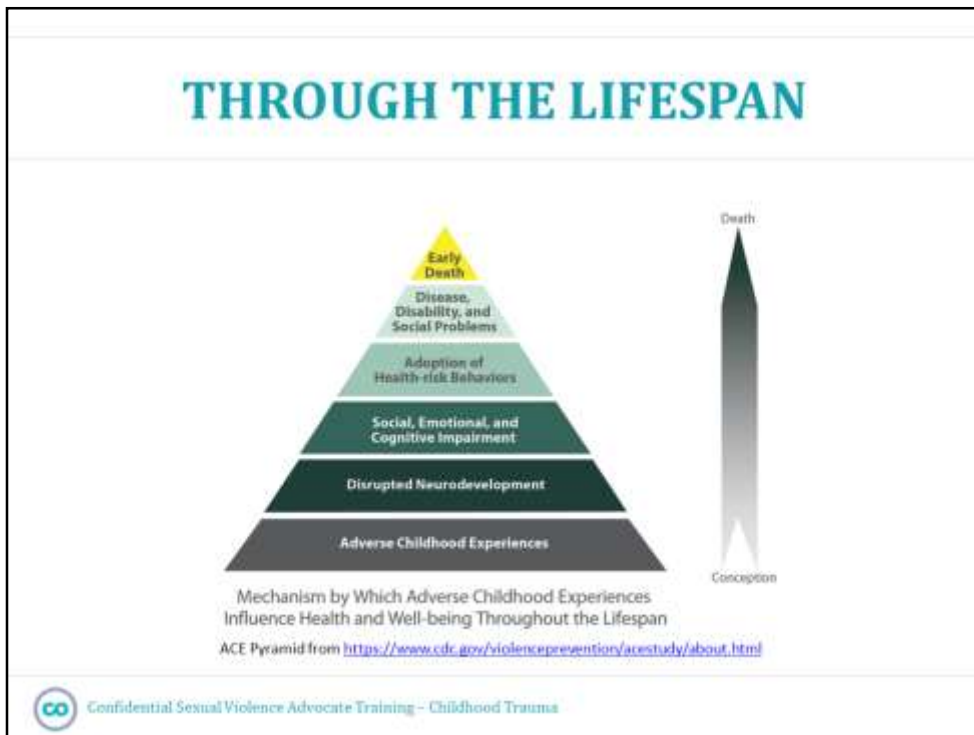 THROUGH THE LIFESPAN
Death
Early
Death
Disease,
Disability, and
Social Problems
Adoption of
Health-risk Behaviors
Social, Emotional, and
Cognitive Impairment
Disrupted Neurodevelopment
Adverse Childhood Experiences
Conception
Mechanism by Which Adverse Childhood Experiences
Influence Health and Well-being Throughout the Lifespan
ACE Pyramid from https://www.cdc.gov/violenceprevention/acestudy/about.html
CO
Confidential Sexual Violence Advocate Training – Childhood Trauma